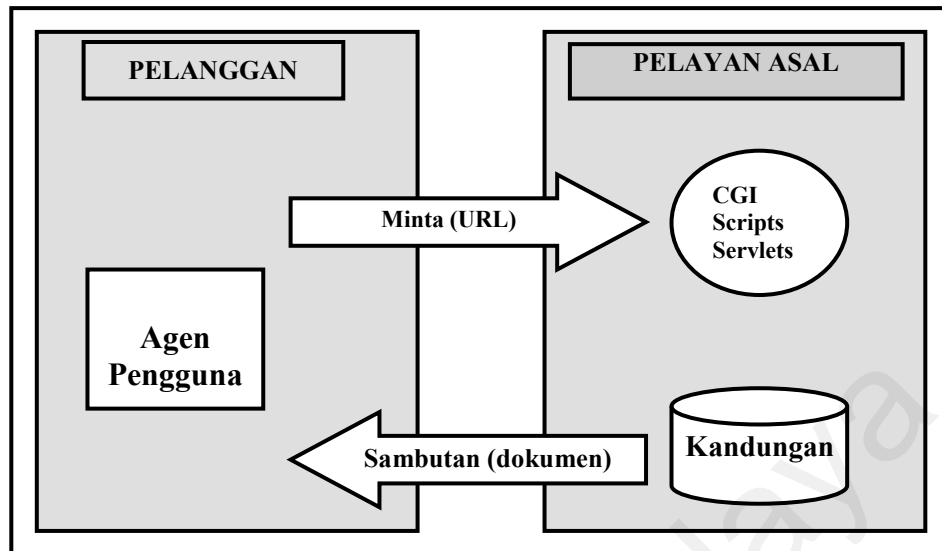 PELANGGAN
PELAYAN ASAL
Minta (URL)
CGI
Scripts
Servlets
Agen
Pengguna
Sambutan (dokumen)
Kandungan